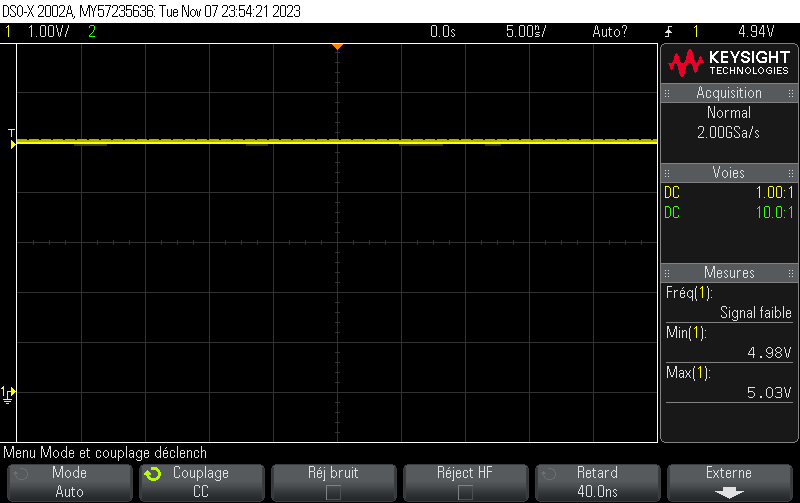 DSO-X 2002A, MY57235636: Tue Nov 07 23:54:21 2023
1 1.00V/ 2 0.0s 5.00ms/ Auto? 1 4.94V
T
1
KEYSIGHT
TECHNOLOGIES
Acquisition
Normal
2.00GSa/s
Voies
DC 1.00:1
DC 10.0:1
Mesures
Fréq(1):
Signal faible
Min(1):
4.98V
Max(1):
5.03V
Menu Mode et couplage déclench
Mode
Auto
Couplage
CC
Réj bruit
Réject HF
Retard
40.0ns
Externe